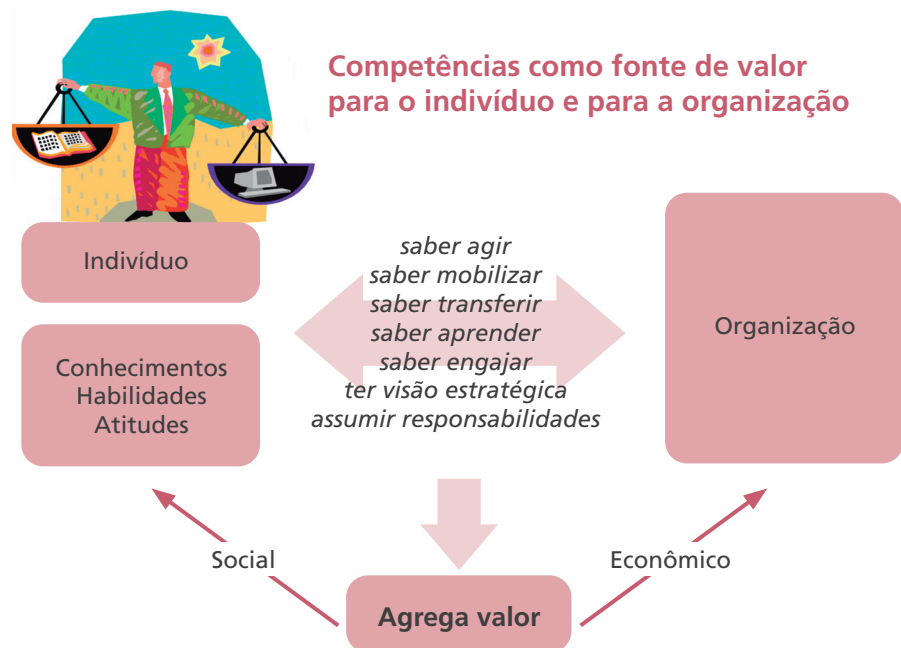 Competências como fonte de valor
para o indivíduo e para a organização
Indivíduo
Conhecimentos
Habilidades
Atitudes
saber agir
saber mobilizar
saber transferir
saber aprender
saber engajar
ter visão estratégica
assumir responsabilidades
Organização
Social
Econômico
Agrega valor